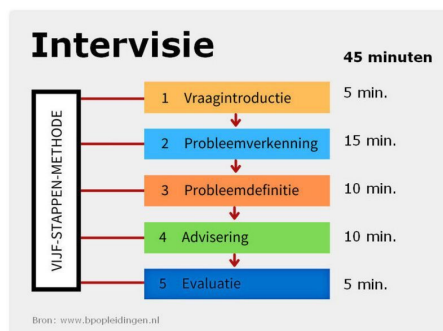 Intervisie
45 minuten
VIJF-STAPPEN-METHODE
1 Vraagintroductie 5 min.
2 Probleemverkenning 15 min.
3 Probleemdefinitie 10 min.
4 Advisering 10 min.
5 Evaluatie 5 min.
Bron: www.bpopleidingen.nl